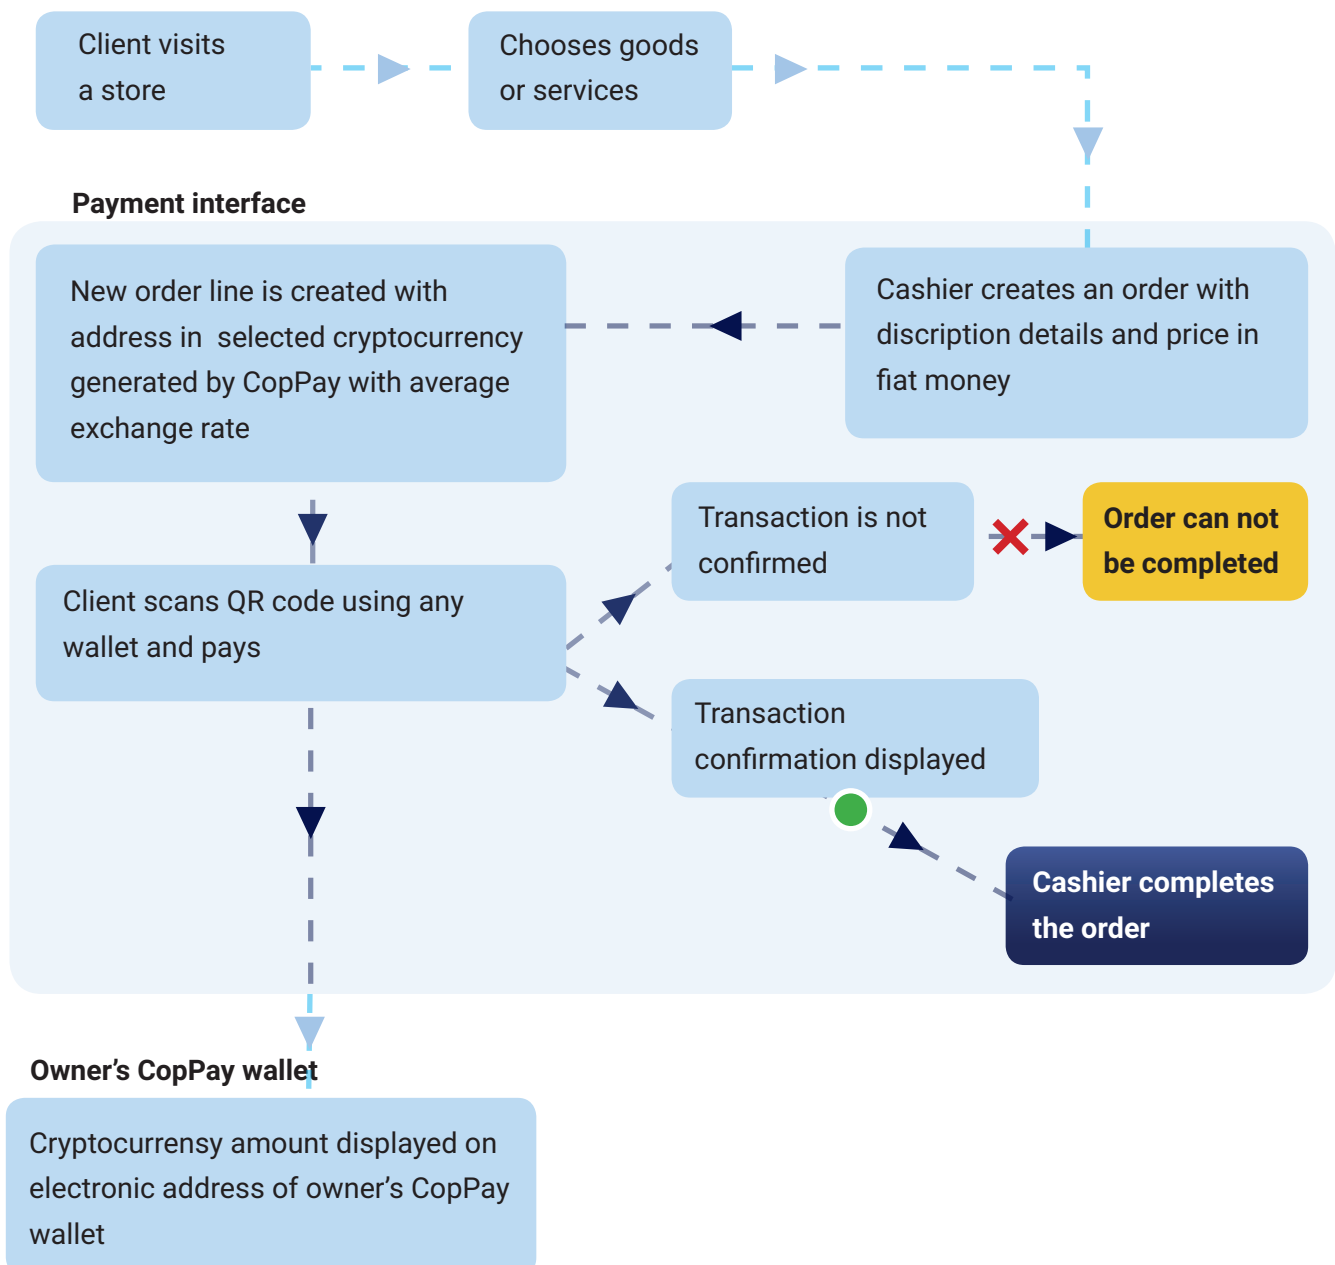 Client visits
a store
Chooses goods
or services
Payment interface
New order line is created with
address in  selected cryptocurrency
generated by CopPay with average
exchange rate
Cashier creates an order with
discription details and price in
fiat money
Transaction is not
confirmed
Order can not
be completed
Client scans QR code using any
wallet and pays
Transaction
confirmation displayed
Cashier completes
the order
Owner’s CopPay wallet
Cryptocurrensy amount displayed on
electronic address of owner’s CopPay
wallet